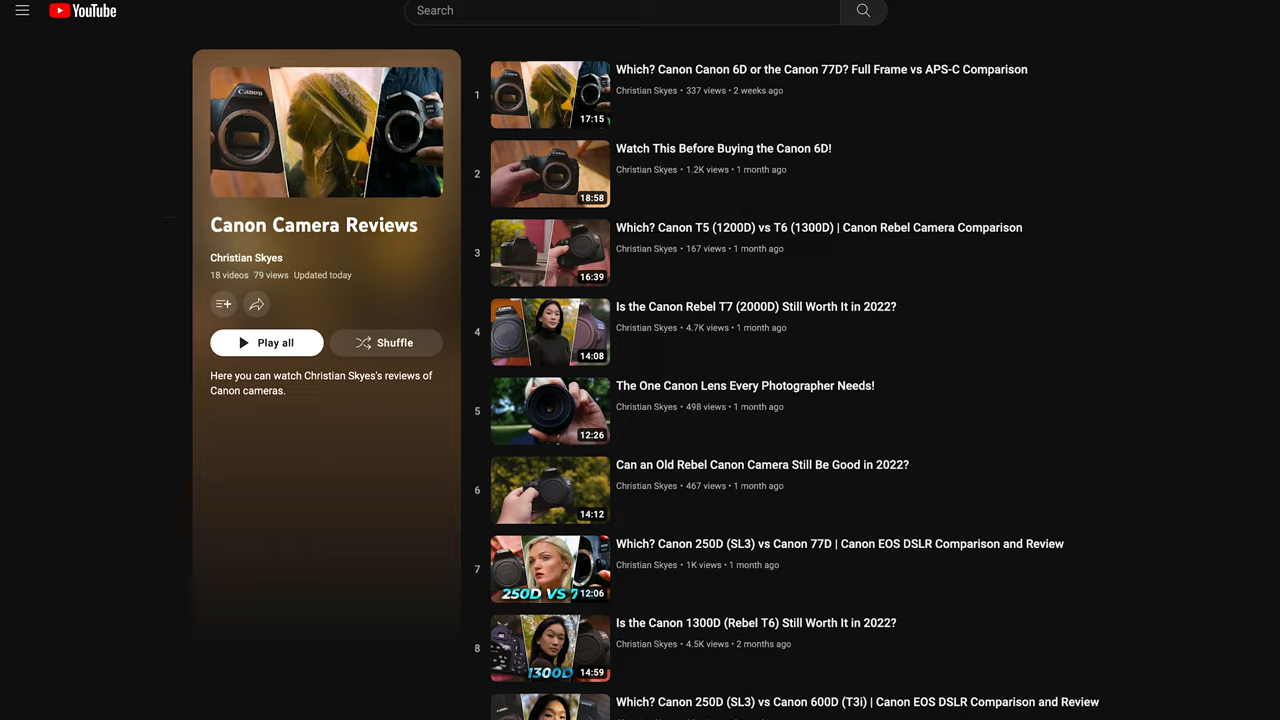 YouTube
Search
Canon Camera Reviews
Christian Skyes
18 videos 79 views Updated today
Play all
Shuffle
Here you can watch Christian Skyes's reviews of
Canon cameras.
1
17:15
Which? Canon Canon 6D or the Canon 77D? Full Frame vs APS-C Comparison
Christian Skyes • 337 views • 2 weeks ago
2
18:58
Watch This Before Buying the Canon 6D!
Christian Skyes • 1.2K views • 1 month ago
3
16:39
Which? Canon T5 (1200D) vs T6 (1300D) | Canon Rebel Camera Comparison
Christian Skyes • 167 views • 1 month ago
4
14:08
Is the Canon Rebel T7 (2000D) Still Worth It in 2022?
Christian Skyes • 4.7K views • 1 month ago
5
12:26
The One Canon Lens Every Photographer Needs!
Christian Skyes • 498 views • 1 month ago
6
14:12
Can an Old Rebel Canon Camera Still Be Good in 2022?
Christian Skyes • 467 views • 1 month ago
7
250D VS 7
12:06
Which? Canon 250D (SL3) vs Canon 77D | Canon EOS DSLR Comparison and Review
Christian Skyes • 1K views • 1 month ago
8
1300D
14:59
Is the Canon 1300D (Rebel T6) Still Worth It in 2022?
Christian Skyes • 4.5K views • 2 months ago
Which? Canon 250D (SL3) vs Canon 600D (T3i) | Canon EOS DSLR Comparison and Review
Canon
Canon